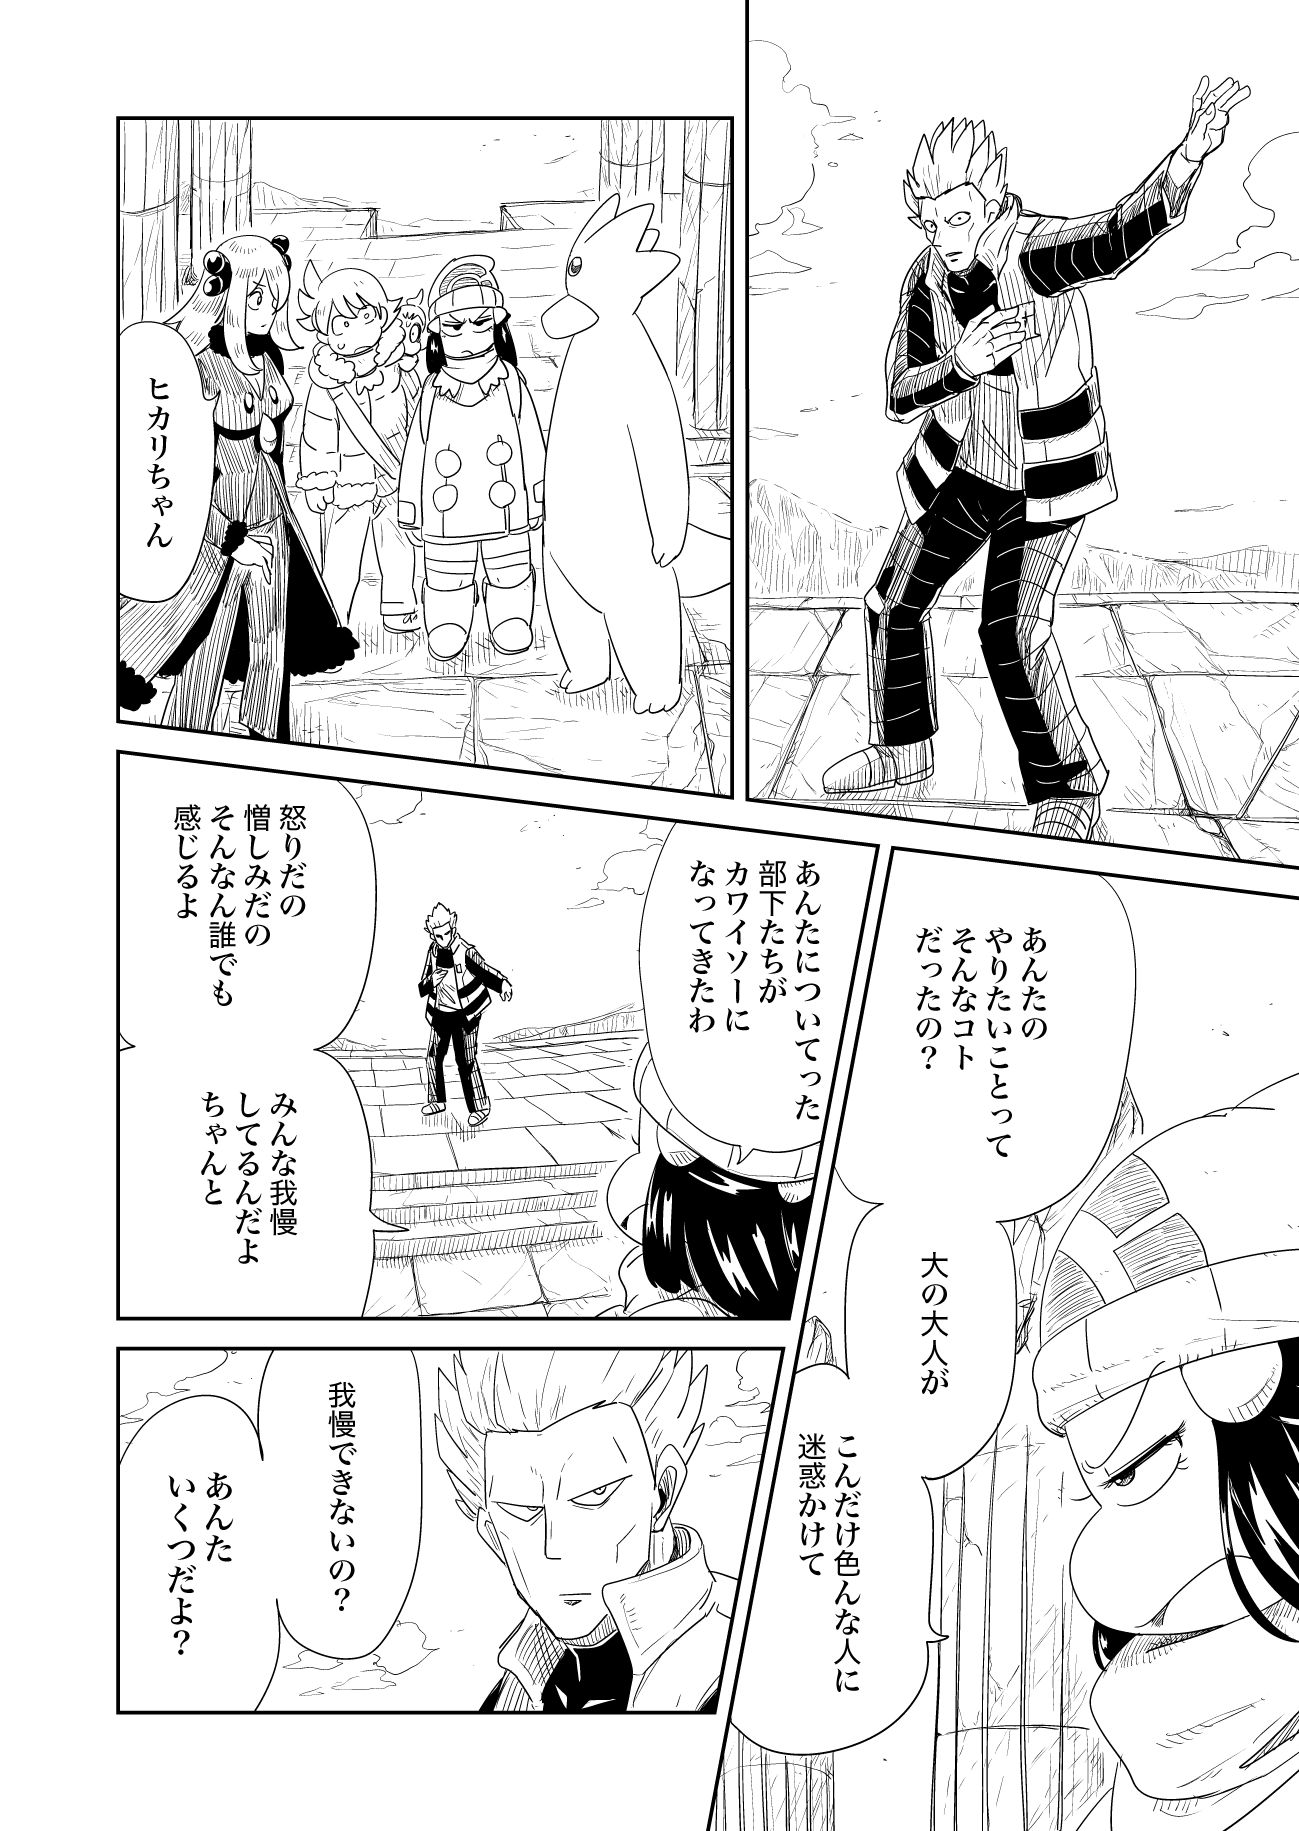 ヒカリちゃん
あんたの
やりたいことって
そんなコト
だったの？
大の大人が
こんだけ色んな人に
迷惑かけて
あんたについてった
部下たちが
カワイソーに
なってきたわ
怒りだの
憎しみだの
そんなん誰でも
感じるよ
みんな我慢
してるんだよ
ちゃんと
我慢できないの？
あんた
いくつだよ？